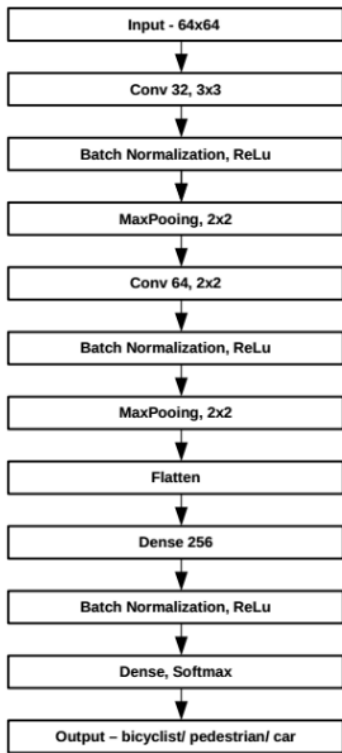 Input - 64x64
Conv 32, 3x3
Batch Normalization, ReLu
MaxPooing, 2x2
Conv 64, 2x2
Batch Normalization, ReLu
MaxPooing, 2x2
Flatten
Dense 256
Batch Normalization, ReLu
Dense, Softmax
Output – bicyclist/ pedestrian/ car